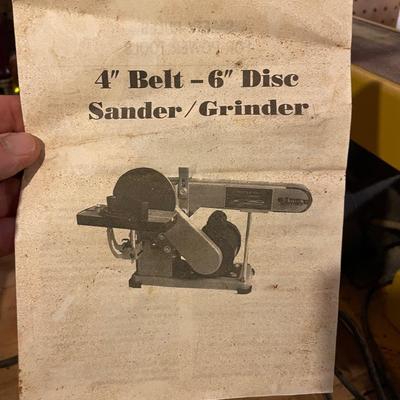 4" Belt – 6" Disc
Sander/Grinder